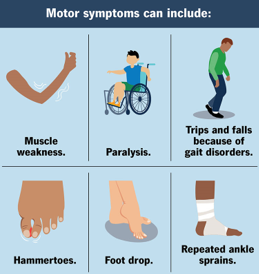 Motor symptoms can include:
Muscle
weakness.
Paralysis.
Trips and falls
because of
gait disorders.
Hammertoes.
Foot drop.
Repeated ankle
sprains.